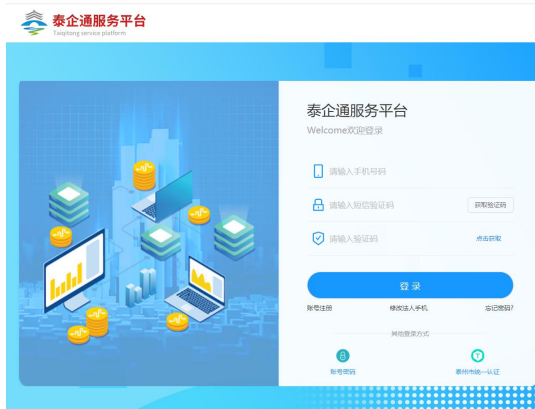 泰企通服务平台
Taiqitong service platform
泰企通服务平台
Welcome欢迎登录
请输入手机号码
请输入短信验证码
获取验证码
请输入验证码
点击获取
登录
账号注册
修改法人手机
忘记密码?
其他登录方式
账号密码
泰州市统一认证